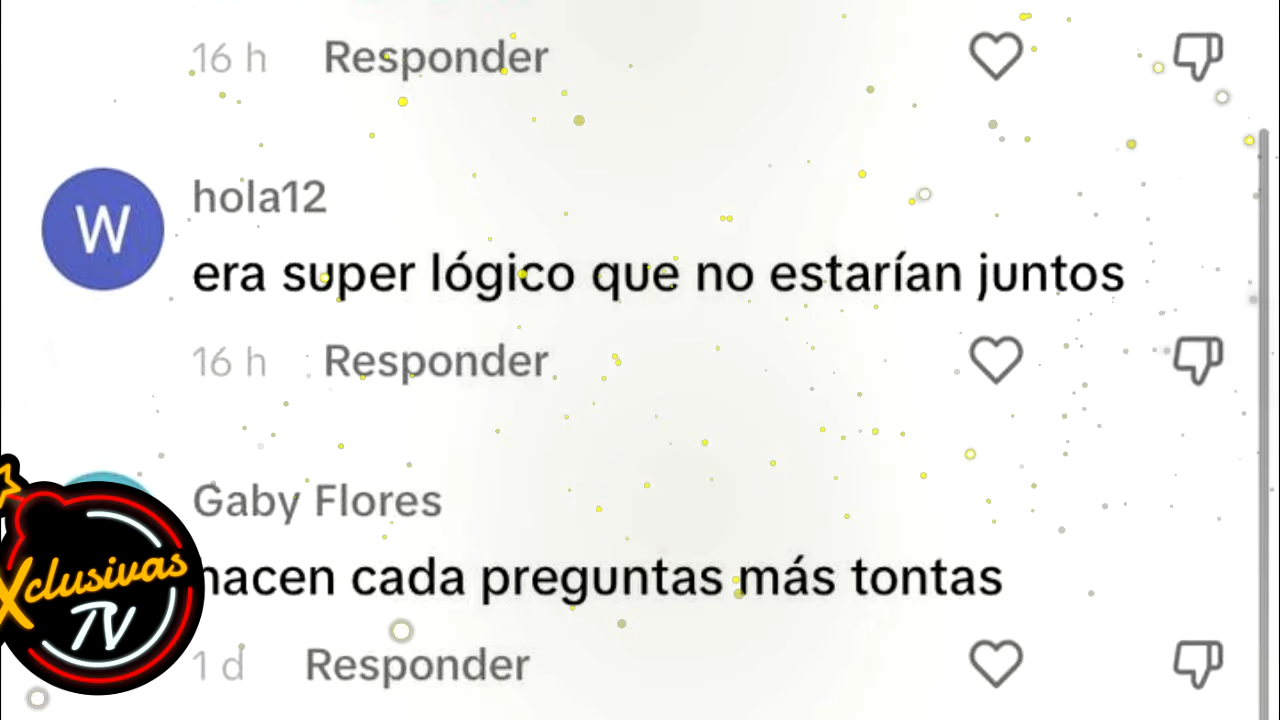 16 h Responder
hola12
W
era super lógico que no estarían juntos
16 h Responder
Gaby Flores
hacen cada preguntas más tontas
Xclusivas
TV
1 d Responder